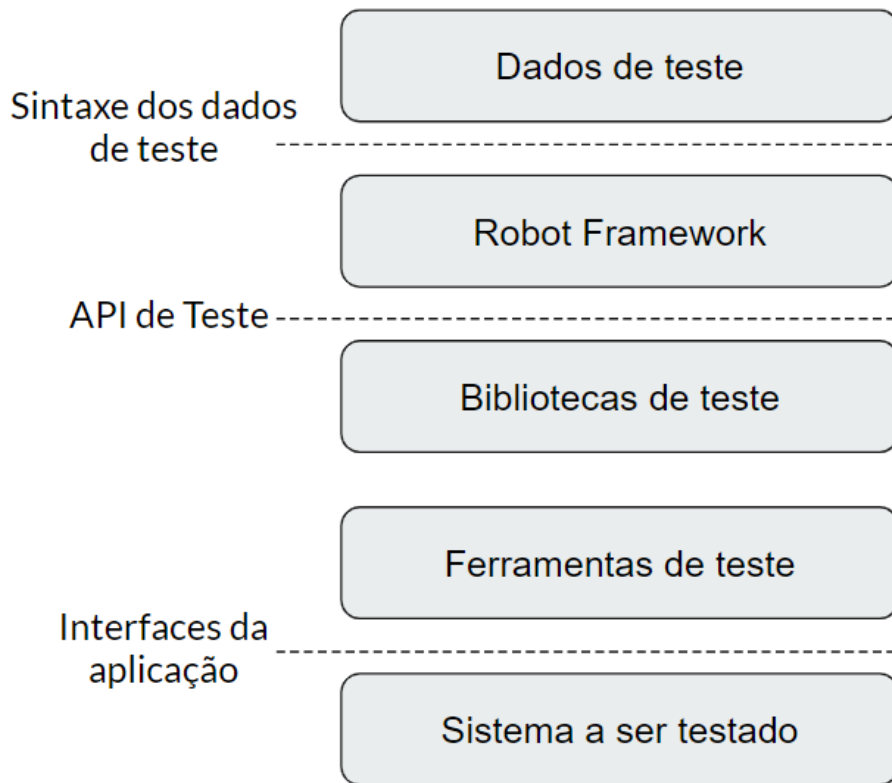 Dados de teste
Sintaxe dos dados
de teste
Robot Framework
API de Teste
Bibliotecas de teste
Ferramentas de teste
Interfaces da
aplicação
Sistema a ser testado